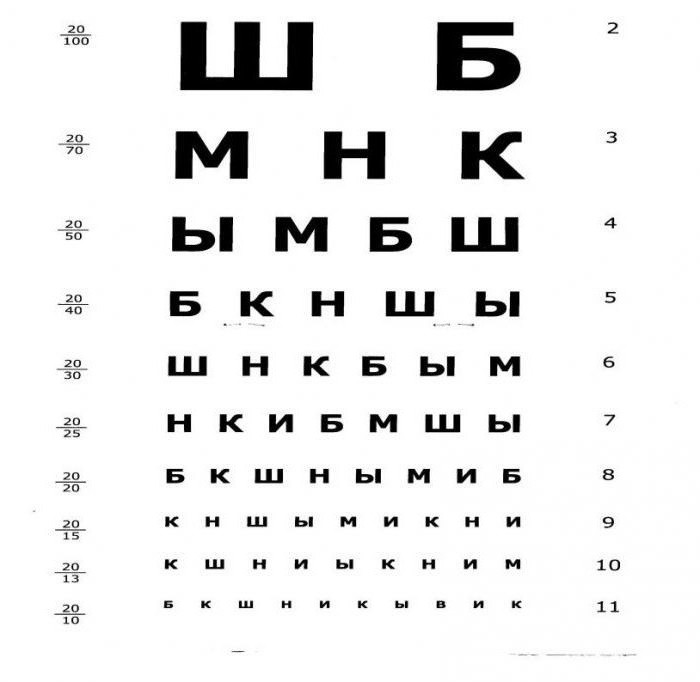 20/100 Ш Б 2
20/70 М Н К 3
20/50 Ы М Б Ш 4
20/40 Б К Н Ш Ы 5
20/30 Ш Н К Б Ы М 6
20/25 Н К И Б М Ш Ы 7
20/20 Б К Ш Н Ы М И Б 8
20/15 К Н Ш Ы М И К Н И 9
20/13 К Ш Н И Ы К Н И М 10
20/10 Б К Ш Н И К Ы В И К 11